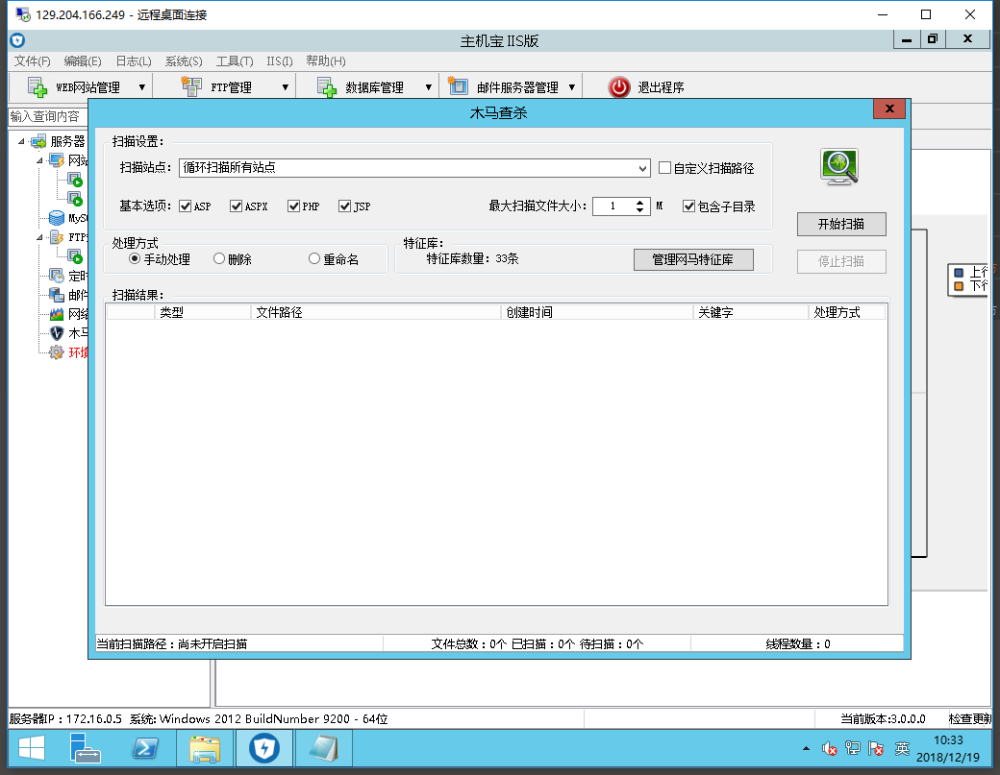 129.204.166.249 - 远程桌面连接
主机宝 IIS版
文件(F) 编辑(E) 日志(L) 系统(S) 工具(T) IIS(I) 帮助(H)
WEB网站管理 FTP管理 数据库管理 邮件服务器管理 退出程序
输入查询内容
木马查杀
服务器
网站
MyS
FTP
定时
邮件
网络
木马
环境
扫描设置:
扫描站点: 循环扫描所有站点 自定义扫描路径
基本选项: ASP ASPX PHP JSP 最大扫描文件大小: 1 M 包含子目录
开始扫描
停止扫描
处理方式
手动处理 删除 重命名
特征库:
特征库数量: 33条 管理网马特征库
扫描结果:
类型 文件路径 创建时间 关键字 处理方式
上行
下行
当前扫描路径:尚未开启扫描 文件总数:0个 已扫描:0个 待扫描:0个 线程数量:0
服务器IP:172.16.0.5 系统: Windows 2012 BuildNumber 9200 - 64位 当前版本:3.0.0.0 检查更新
英
10:33
2018/12/19